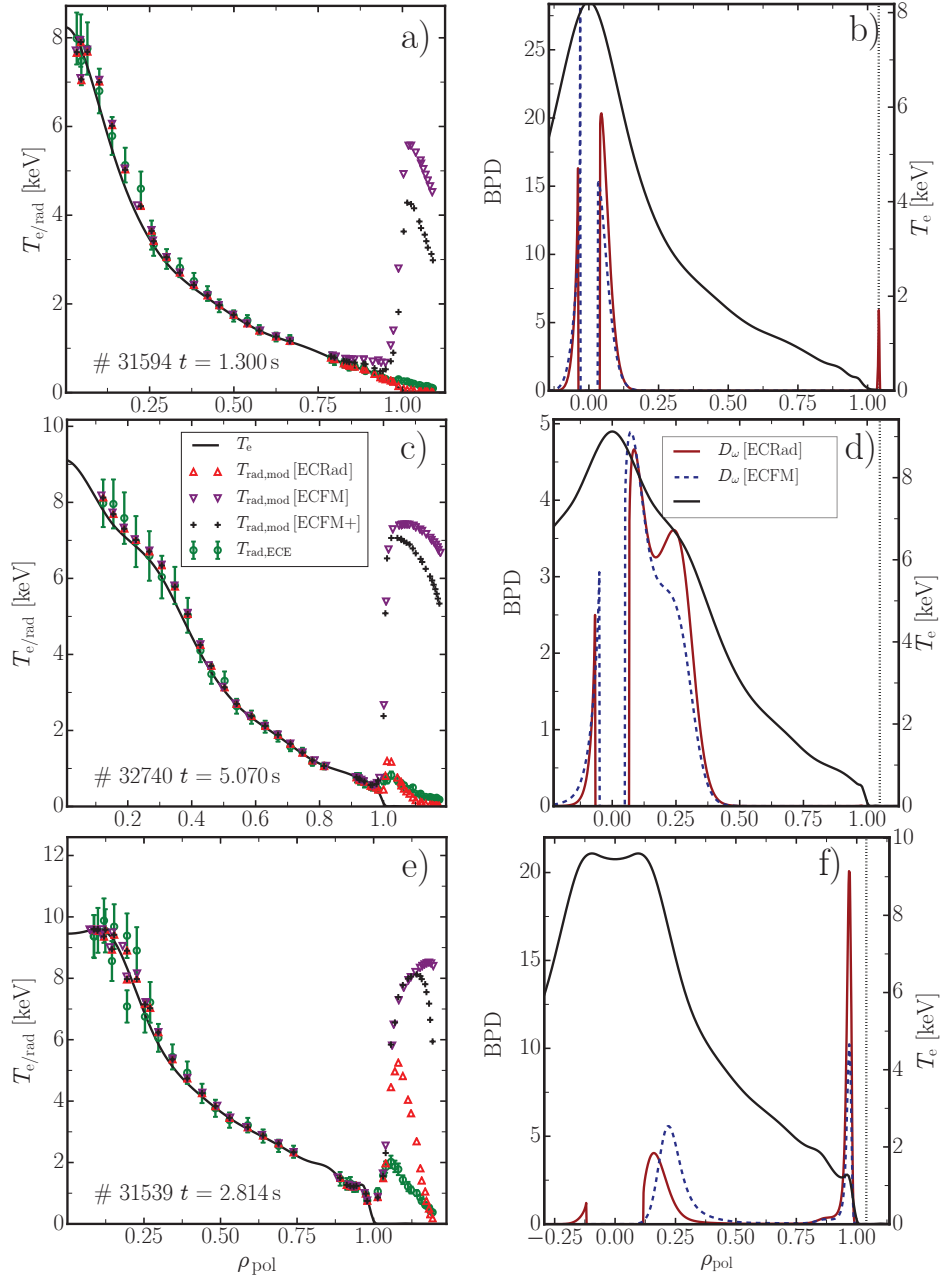 a)
8
6
4
2
0
T_e/rad [keV]
# 31594 t = 1.300 s
0.25 0.50 0.75 1.00
b)
25
20
15
10
5
0
BPD
8
6
4
2
0
T_e [keV]
0.00 0.25 0.50 0.75 1.00
c)
10
8
6
4
2
0
T_e/rad [keV]
T_e
T_rad,mod [ECRad]
T_rad,mod [ECFM]
T_rad,mod [ECFM+]
T_rad,ECE
# 32740 t = 5.070 s
0.2 0.4 0.6 0.8 1.0
d)
5
4
3
2
1
0
BPD
D_ω [ECRad]
D_ω [ECFM]
8
6
4
2
0
T_e [keV]
0.00 0.25 0.50 0.75 1.00
e)
12
10
8
6
4
2
0
T_e/rad [keV]
# 31539 t = 2.814 s
0.25 0.50 0.75 1.00
ρ_pol
f)
20
15
10
5
0
BPD
10
8
6
4
2
0
T_e [keV]
−0.25 0.00 0.25 0.50 0.75 1.00
ρ_pol